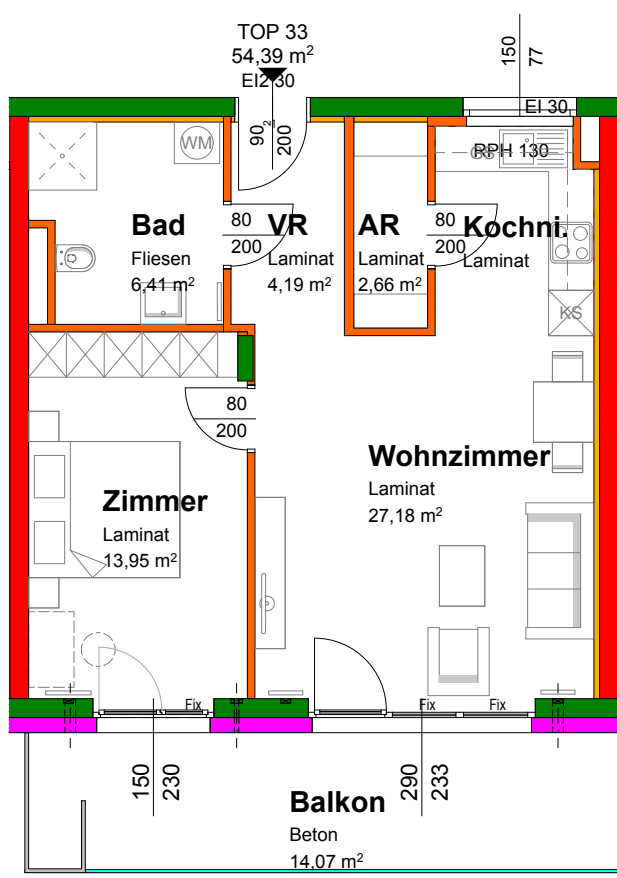 TOP 33
54,39 m²
EI2 30
150
77
EI 30
90
2
200
WM
GS
RPH 130
Bad
Fliesen
6,41 m²
80
200
VR
Laminat
4,19 m²
AR
Laminat
2,66 m²
80
200
Kochni.
Laminat
KS
80
200
Wohnzimmer
Laminat
27,18 m²
Zimmer
Laminat
13,95 m²
Fix
Fix
Fix
150
230
290
233
Balkon
Beton
14,07 m²